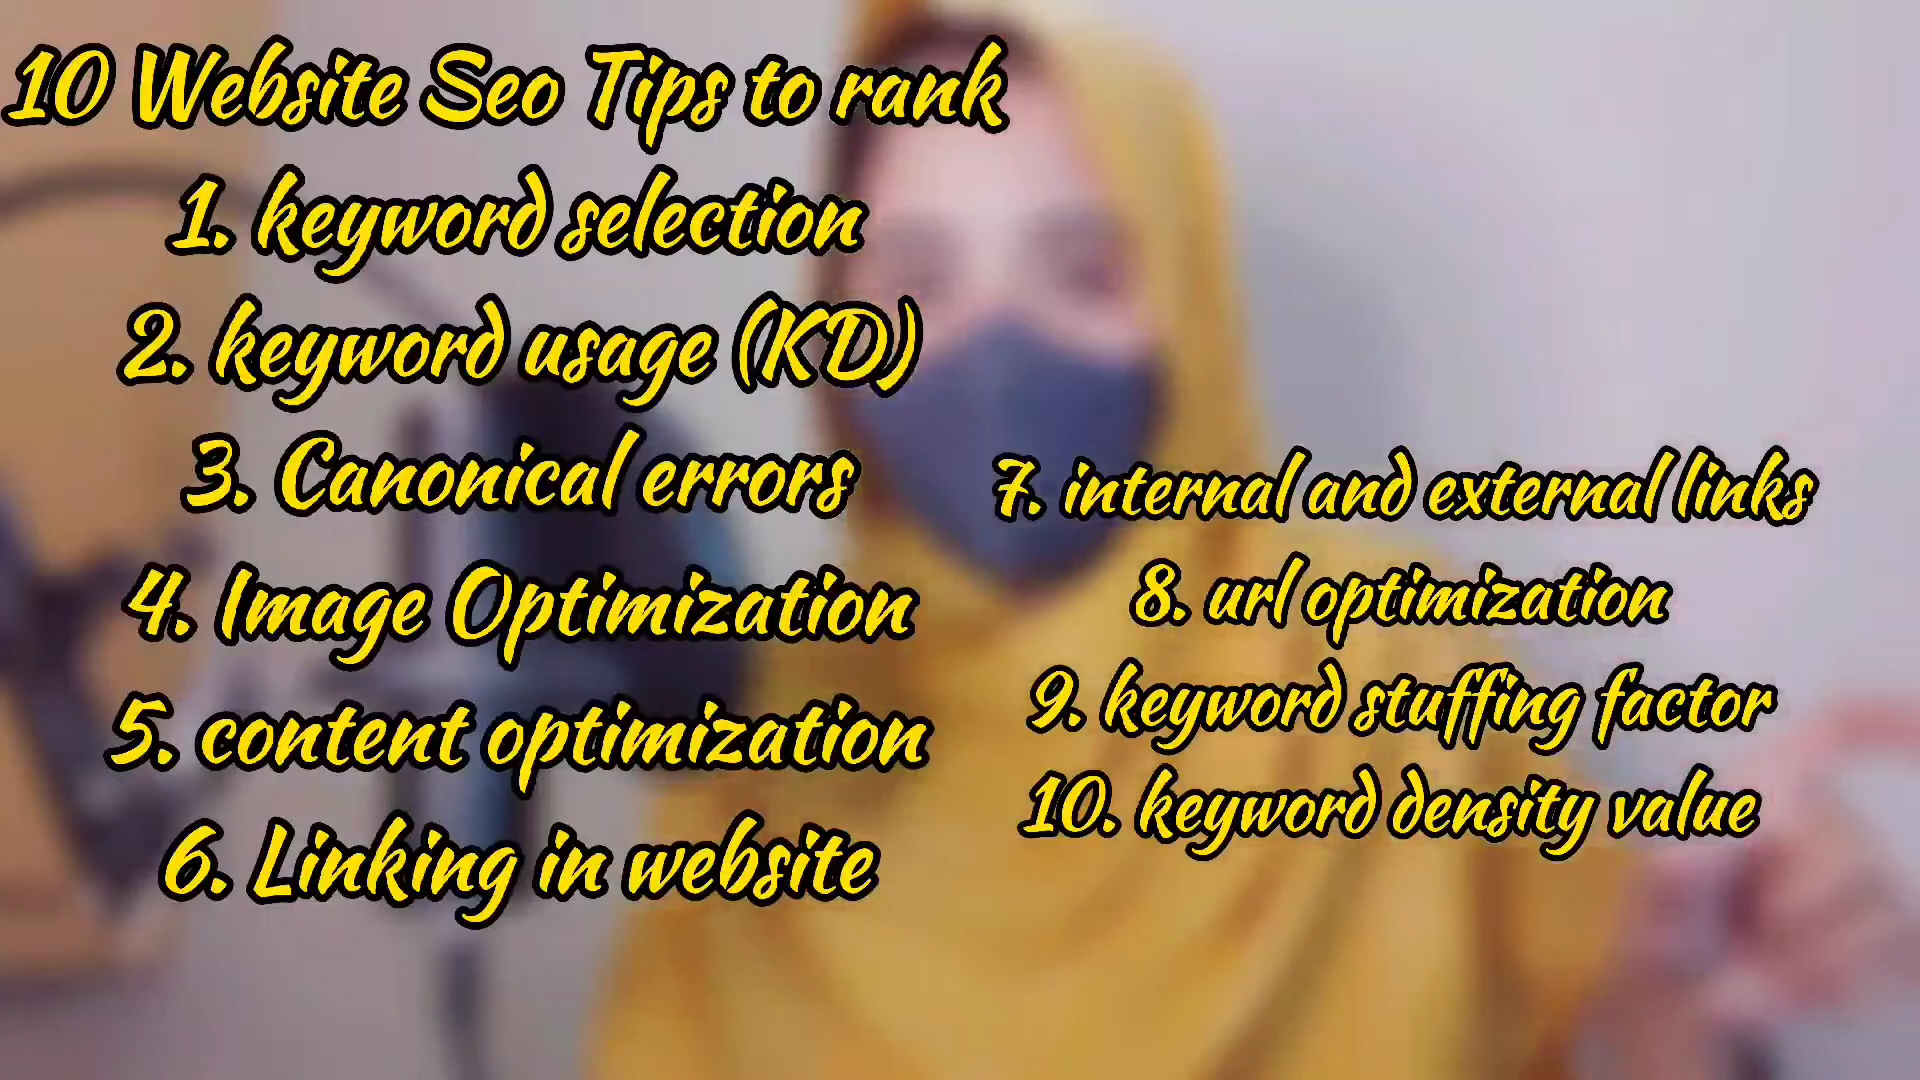 10 Website Seo Tips to rank
1. keyword selection
2. keyword usage (KD)
3. Canonical errors
4. Image Optimization
5. content optimization
6. Linking in website
7. internal and external links
8. url optimization
9. keyword stuffing factor
10. keyword density value